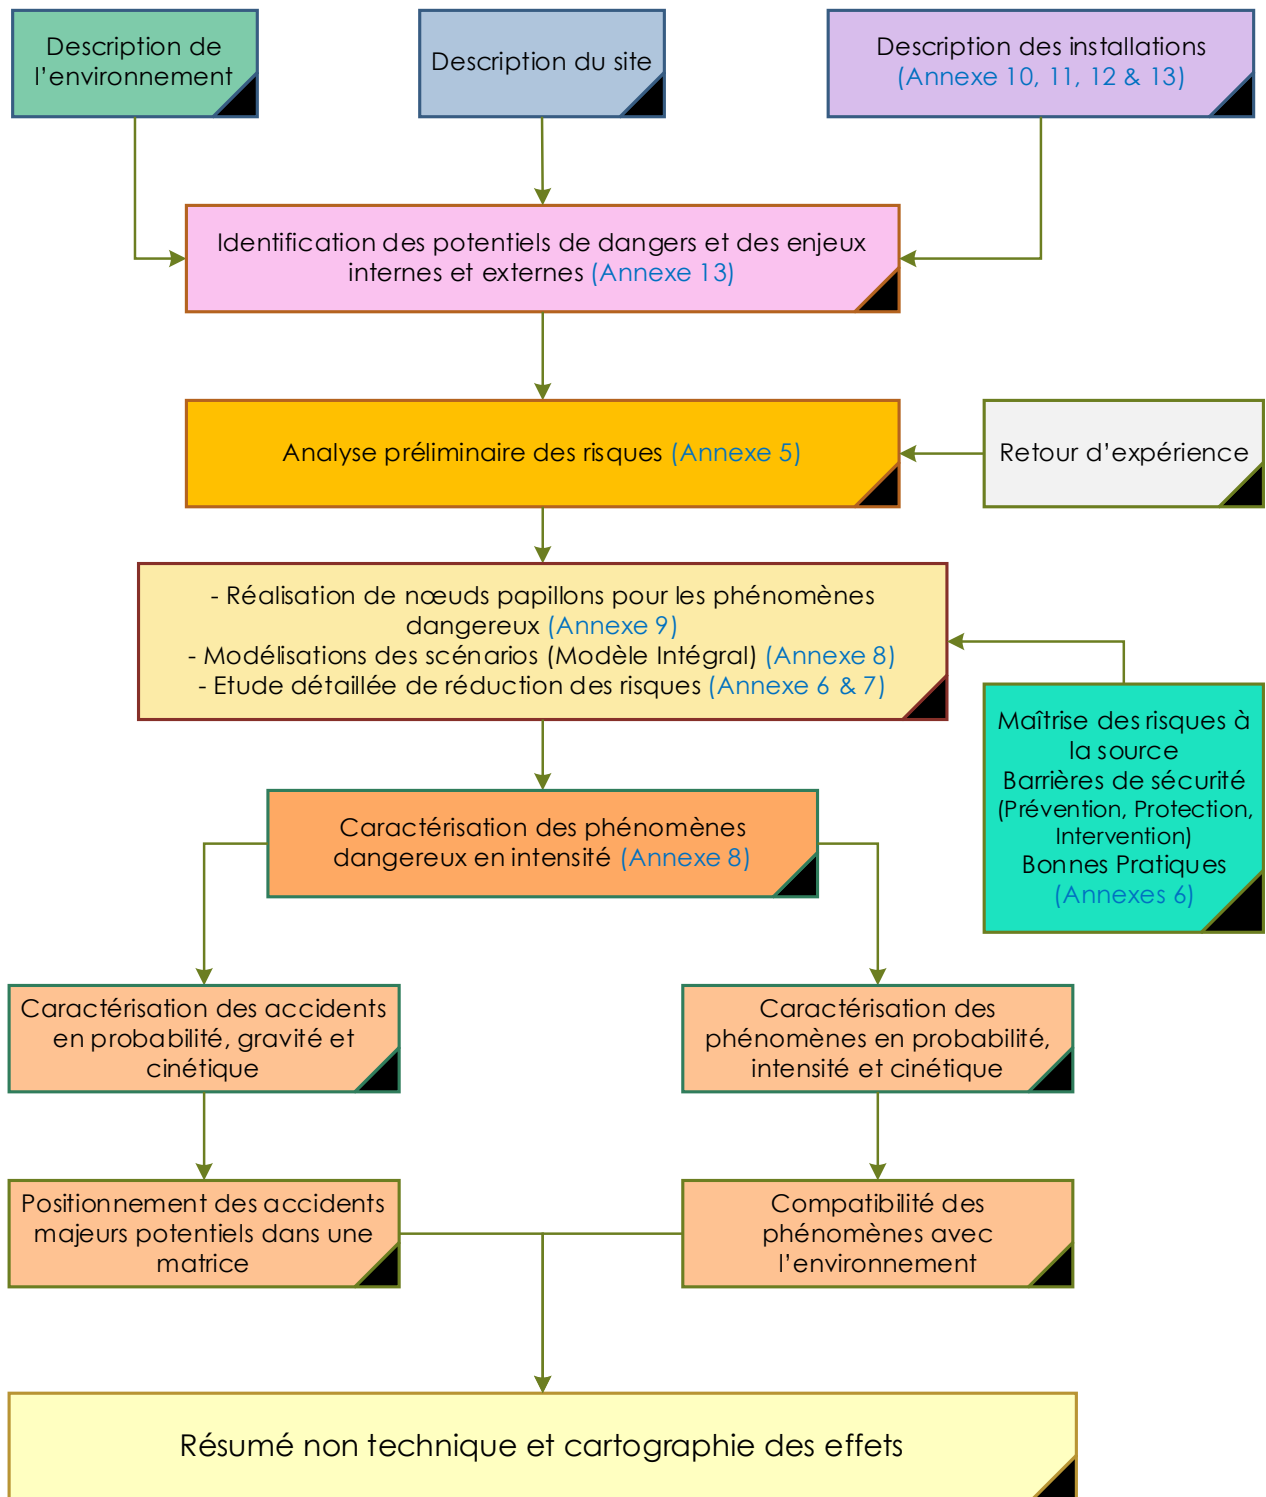 Description de
l'environnement
Description du site
Description des installations
(Annexe 10, 11, 12 & 13)
Identification des potentiels de dangers et des enjeux
internes et externes (Annexe 13)
Analyse préliminaire des risques (Annexe 5)
Retour d'expérience
- Réalisation de nœuds papillons pour les phénomènes
dangereux (Annexe 9)
- Modélisations des scénarios (Modèle Intégral) (Annexe 8)
- Etude détaillée de réduction des risques (Annexe 6 & 7)
Maîtrise des risques à
la source
Barrières de sécurité
(Prévention, Protection,
Intervention)
Bonnes Pratiques
(Annexes 6)
Caractérisation des phénomènes
dangereux en intensité (Annexe 8)
Caractérisation des accidents
en probabilité, gravité et
cinétique
Caractérisation des
phénomènes en probabilité,
intensité et cinétique
Positionnement des accidents
majeurs potentiels dans une
matrice
Compatibilité des
phénomènes avec
l'environnement
Résumé non technique et cartographie des effets